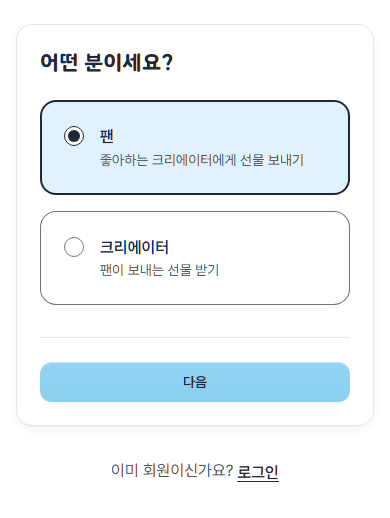 어떤 분이세요?
팬
좋아하는 크리에이터에게 선물 보내기
크리에이터
팬이 보내는 선물 받기
다음
이미 회원이신가요? 로그인